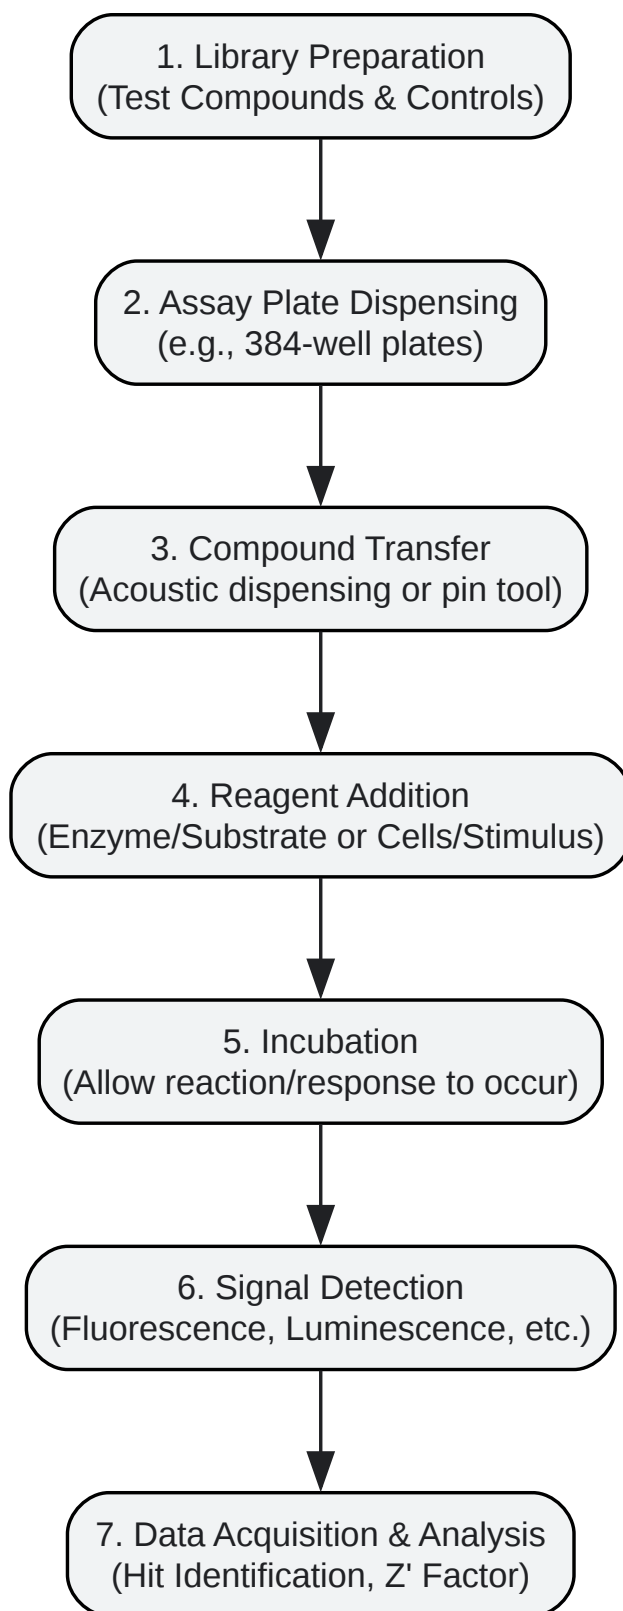 1. Library Preparation
(Test Compounds & Controls)
2. Assay Plate Dispensing
(e.g., 384-well plates)
3. Compound Transfer
(Acoustic dispensing or pin tool)
4. Reagent Addition
(Enzyme/Substrate or Cells/Stimulus)
5. Incubation
(Allow reaction/response to occur)
6. Signal Detection
(Fluorescence, Luminescence, etc.)
7. Data Acquisition & Analysis
(Hit Identification, Z' Factor)